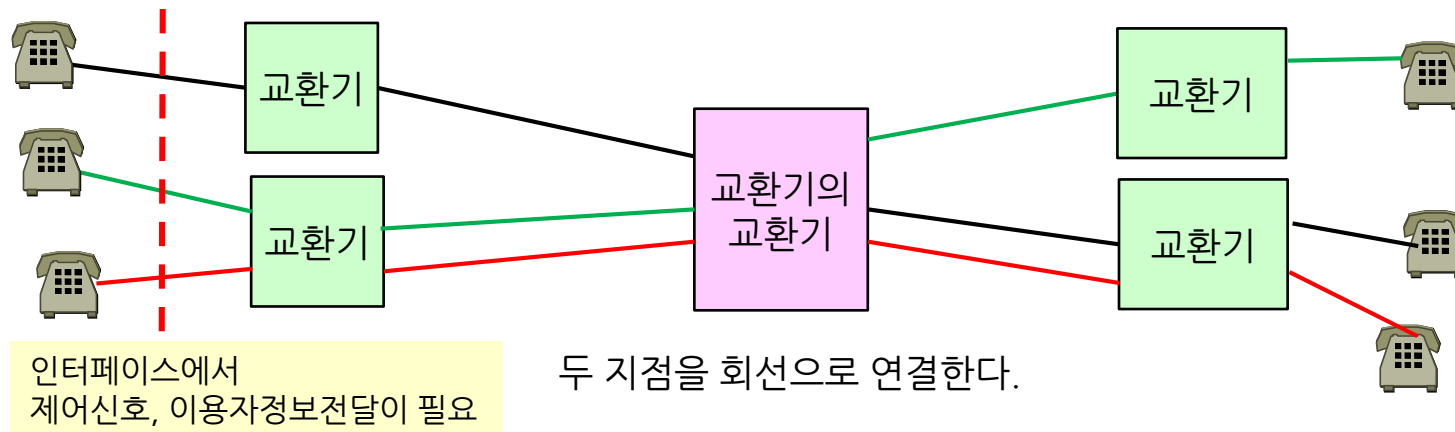 교환기
교환기
교환기의
교환기
교환기
교환기
인터페이스에서
제어신호, 이용자정보전달이 필요
두 지점을 회선으로 연결한다.